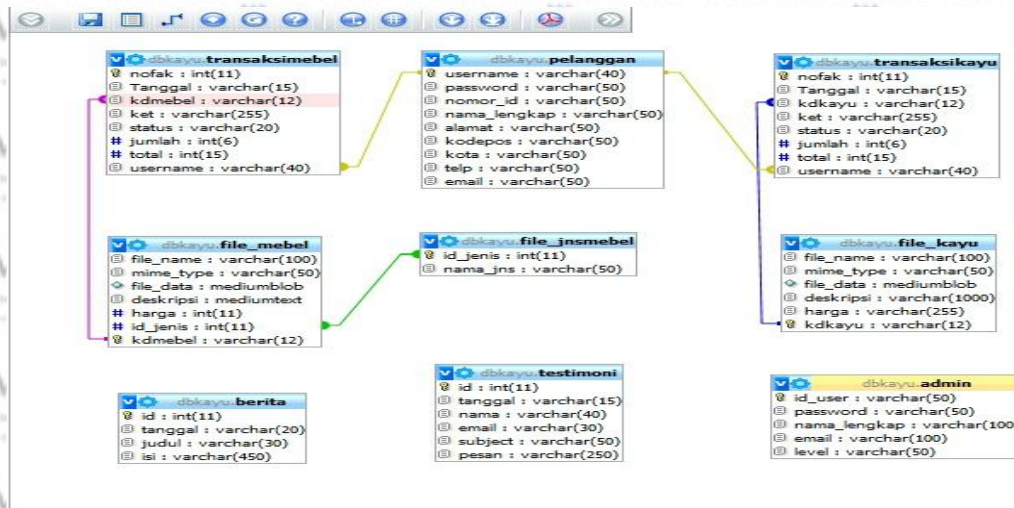 dbkayu.transaksimebel
nofak : int(11)
Tanggal : varchar(15)
kdmebel : varchar(12)
ket : varchar(255)
status : varchar(20)
# jumlah : int(6)
# total : int(15)
username : varchar(40)
dbkayu.pelanggan
username : varchar(40)
password : varchar(50)
nomor_id : varchar(50)
nama_lengkap : varchar(50)
alamat : varchar(50)
kodepos : varchar(50)
kota : varchar(50)
telp : varchar(50)
email : varchar(50)
dbkayu.transaksikayu
nofak : int(11)
Tanggal : varchar(15)
kdkayu : varchar(12)
ket : varchar(255)
status : varchar(20)
# jumlah : int(6)
# total : int(15)
username : varchar(40)
dbkayu.file_mebel
file_name : varchar(100)
mime_type : varchar(50)
file_data : mediumblob
deskripsi : mediumtext
# harga : int(11)
# id_jenis : int(11)
kdmebel : varchar(12)
dbkayu.file_jnsmebel
id_jenis : int(11)
nama_jns : varchar(50)
dbkayu.file_kayu
file_name : varchar(100)
mime_type : varchar(50)
file_data : mediumblob
deskripsi : varchar(1000)
harga : varchar(255)
kdkayu : varchar(12)
dbkayu.berita
id : int(11)
tanggal : varchar(20)
judul : varchar(30)
isi : varchar(450)
dbkayu.testimoni
id : int(11)
tanggal : varchar(15)
nama : varchar(40)
email : varchar(30)
subject : varchar(50)
pesan : varchar(250)
dbkayu.admin
id_user : varchar(50)
password : varchar(50)
nama_lengkap : varchar(100
email : varchar(100)
level : varchar(50)